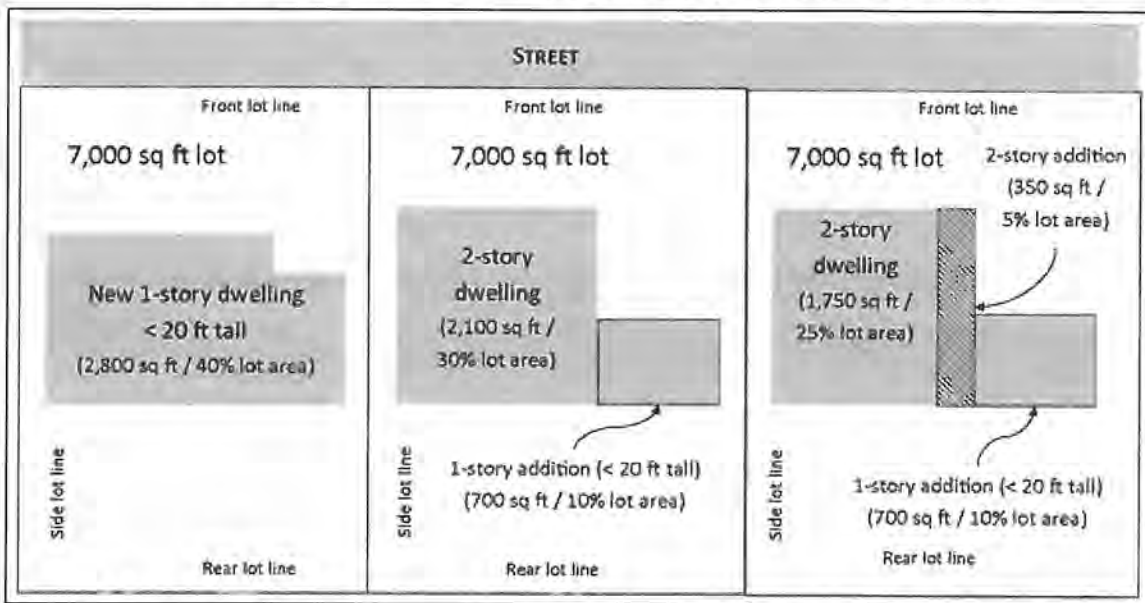 STREET
Front lot line
7,000 sq ft lot
New 1-story dwelling
< 20 ft tall
(2,800 sq ft / 40% lot area)
Side lot line
Rear lot line
Front lot line
7,000 sq ft lot
2-story
dwelling
(2,100 sq ft /
30% lot area)
1-story addition (< 20 ft tall)
(700 sq ft / 10% lot area)
Side lot line
Rear lot line
Front lot line
7,000 sq ft lot
2-story addition
(350 sq ft /
5% lot area)
2-story
dwelling
(1,750 sq ft /
25% lot area)
1-story addition (< 20 ft tall)
(700 sq ft / 10% lot area)
Side lot line
Rear lot line